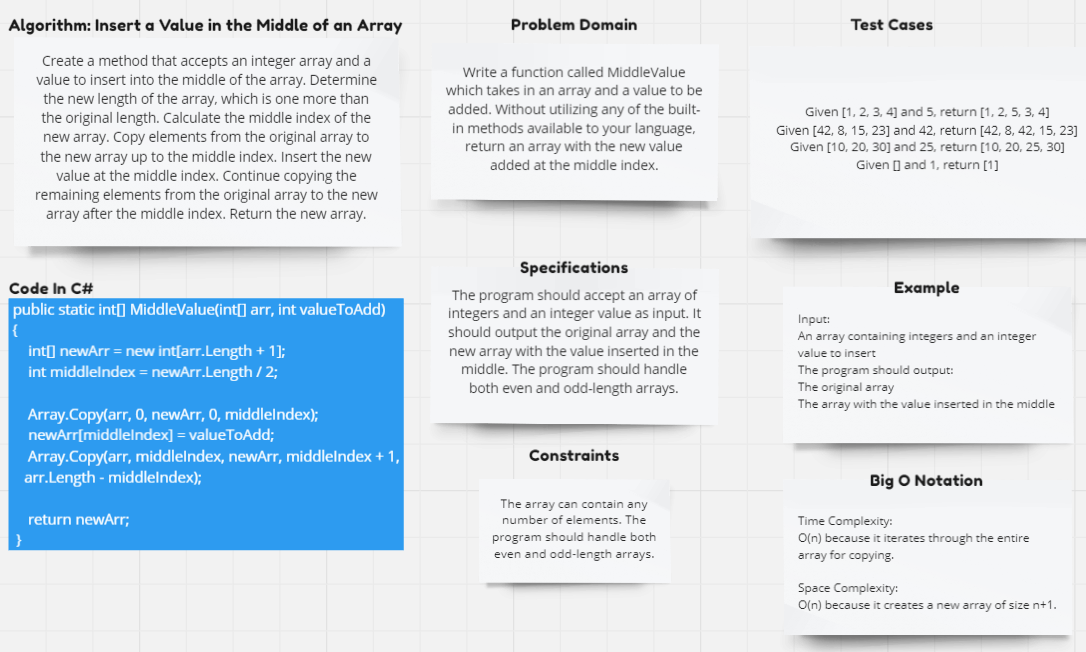 Algorithm: Insert a Value in the Middle of an Array
Create a method that accepts an integer array and a
value to insert into the middle of the array. Determine
the new length of the array, which is one more than
the original length. Calculate the middle index of the
new array. Copy elements from the original array to
the new array up to the middle index. Insert the new
value at the middle index. Continue copying the
remaining elements from the original array to the new
array after the middle index. Return the new array.
Code In C#
public static int[] MiddleValue(int[] arr, int valueToAdd)
{
int[] newArr = new int[arr.Length + 1];
int middleIndex = newArr.Length / 2;
Array.Copy(arr, 0, newArr, 0, middleIndex);
newArr[middleIndex] = valueToAdd;
Array.Copy(arr, middleIndex, newArr, middleIndex + 1,
arr.Length - middleIndex);
return newArr;
}
Problem Domain
Write a function called MiddleValue
which takes in an array and a value to be
added. Without utilizing any of the built-
in methods available to your language,
return an array with the new value
added at the middle index.
Specifications
The program should accept an array of
integers and an integer value as input. It
should output the original array and the
new array with the value inserted in the
middle. The program should handle
both even and odd-length arrays.
Constraints
The array can contain any
number of elements. The
program should handle both
even and odd-length arrays.
Test Cases
Given [1, 2, 3, 4] and 5, return [1, 2, 5, 3, 4]
Given [42, 8, 15, 23] and 42, return [42, 8, 42, 15, 23]
Given [10, 20, 30] and 25, return [10, 20, 25, 30]
Given [] and 1, return [1]
Example
Input:
An array containing integers and an integer
value to insert
The program should output:
The original array
The array with the value inserted in the middle
Big O Notation
Time Complexity:
O(n) because it iterates through the entire
array for copying.
Space Complexity:
O(n) because it creates a new array of size n+1.